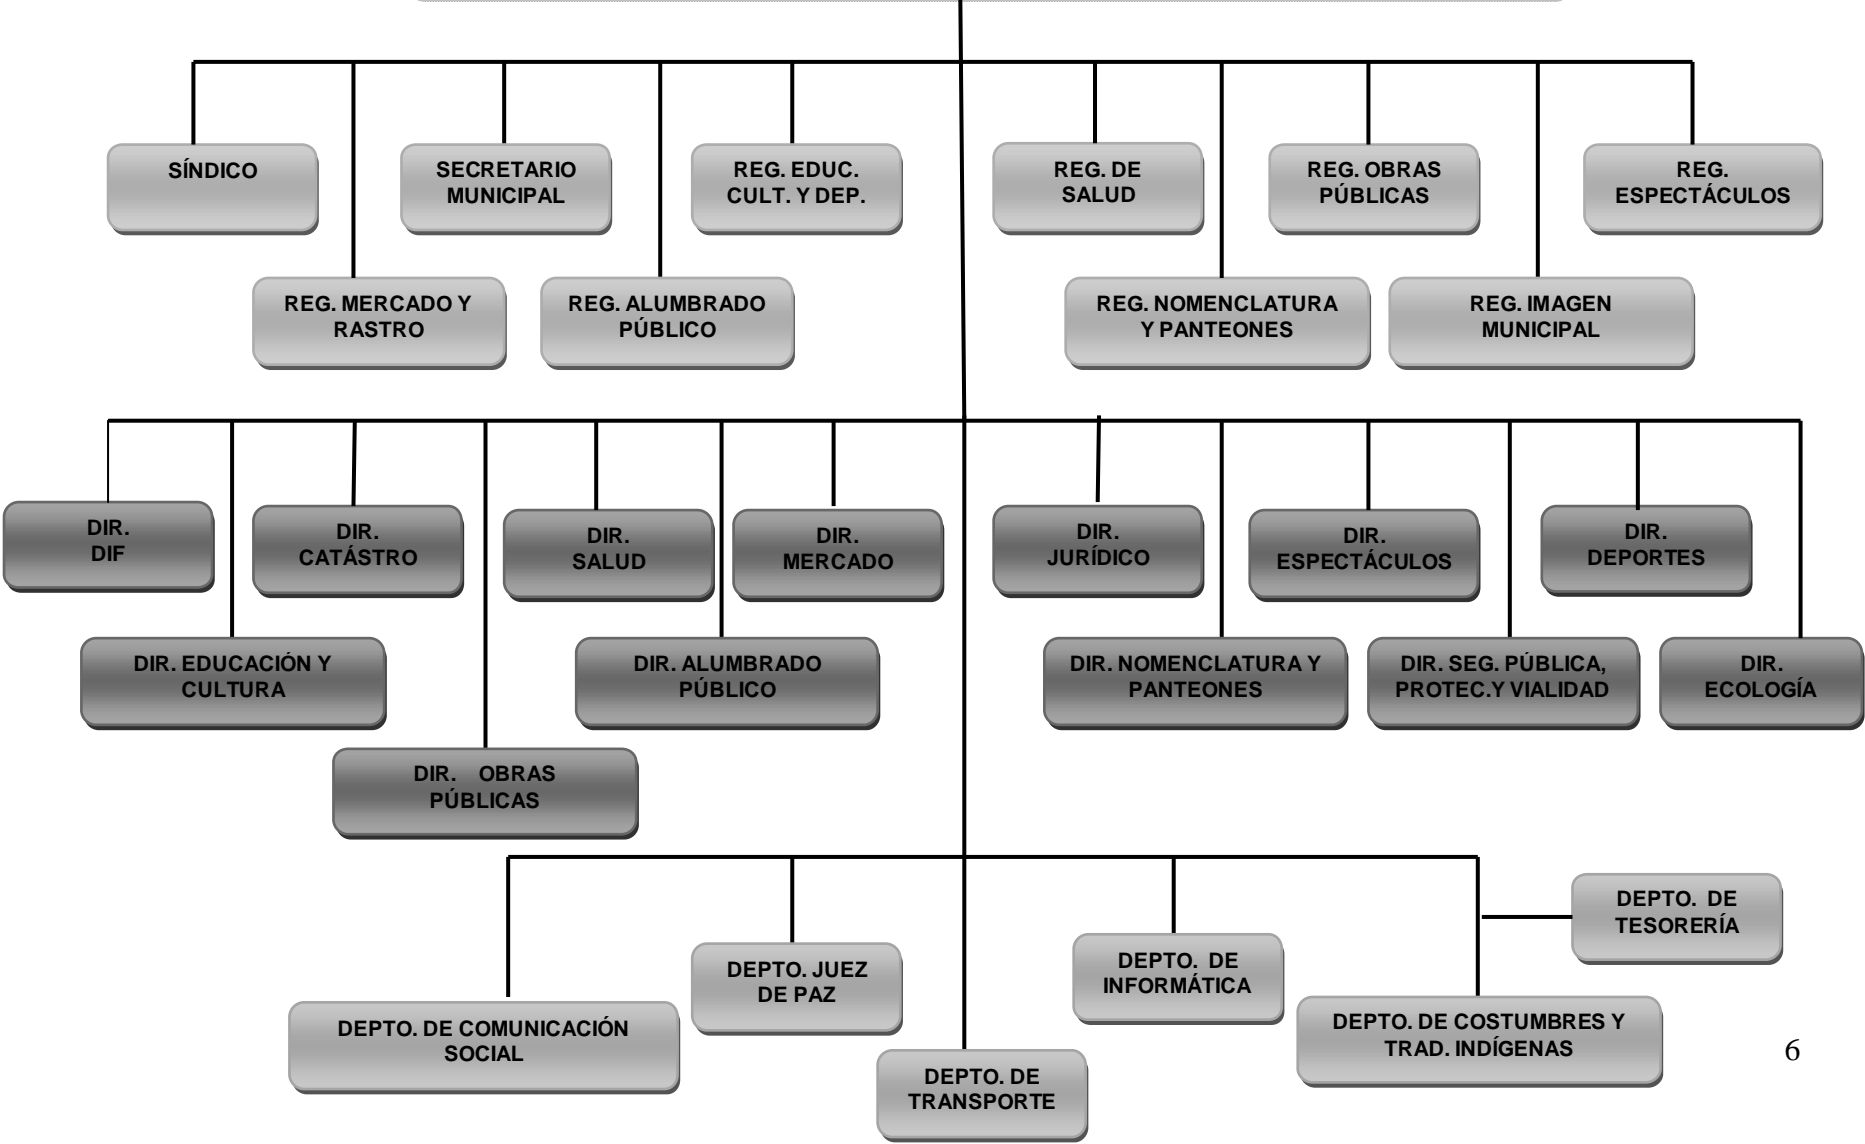 SÍNDICO
SECRETARIO
MUNICIPAL
REG. EDUC.
CULT. Y DEP.
REG. DE
SALUD
REG. OBRAS
PÚBLICAS
REG.
ESPECTÁCULOS
REG. MERCADO Y
RASTRO
REG. ALUMBRADO
PÚBLICO
REG. NOMENCLATURA
Y PANTEONES
REG. IMAGEN
MUNICIPAL
DIR.
DIF
DIR.
CATÁSTRO
DIR.
SALUD
DIR.
MERCADO
DIR.
JURÍDICO
DIR.
ESPECTÁCULOS
DIR.
DEPORTES
DIR. EDUCACIÓN Y
CULTURA
DIR. ALUMBRADO
PÚBLICO
DIR. NOMENCLATURA Y
PANTEONES
DIR. SEG. PÚBLICA,
PROTEC.Y VIALIDAD
DIR.
ECOLOGÍA
DIR. OBRAS
PÚBLICAS
DEPTO. DE
TESORERÍA
DEPTO. JUEZ
DE PAZ
DEPTO. DE
INFORMÁTICA
DEPTO. DE COMUNICACIÓN
SOCIAL
DEPTO. DE COSTUMBRES Y
TRAD. INDÍGENAS
DEPTO. DE
TRANSPORTE
6